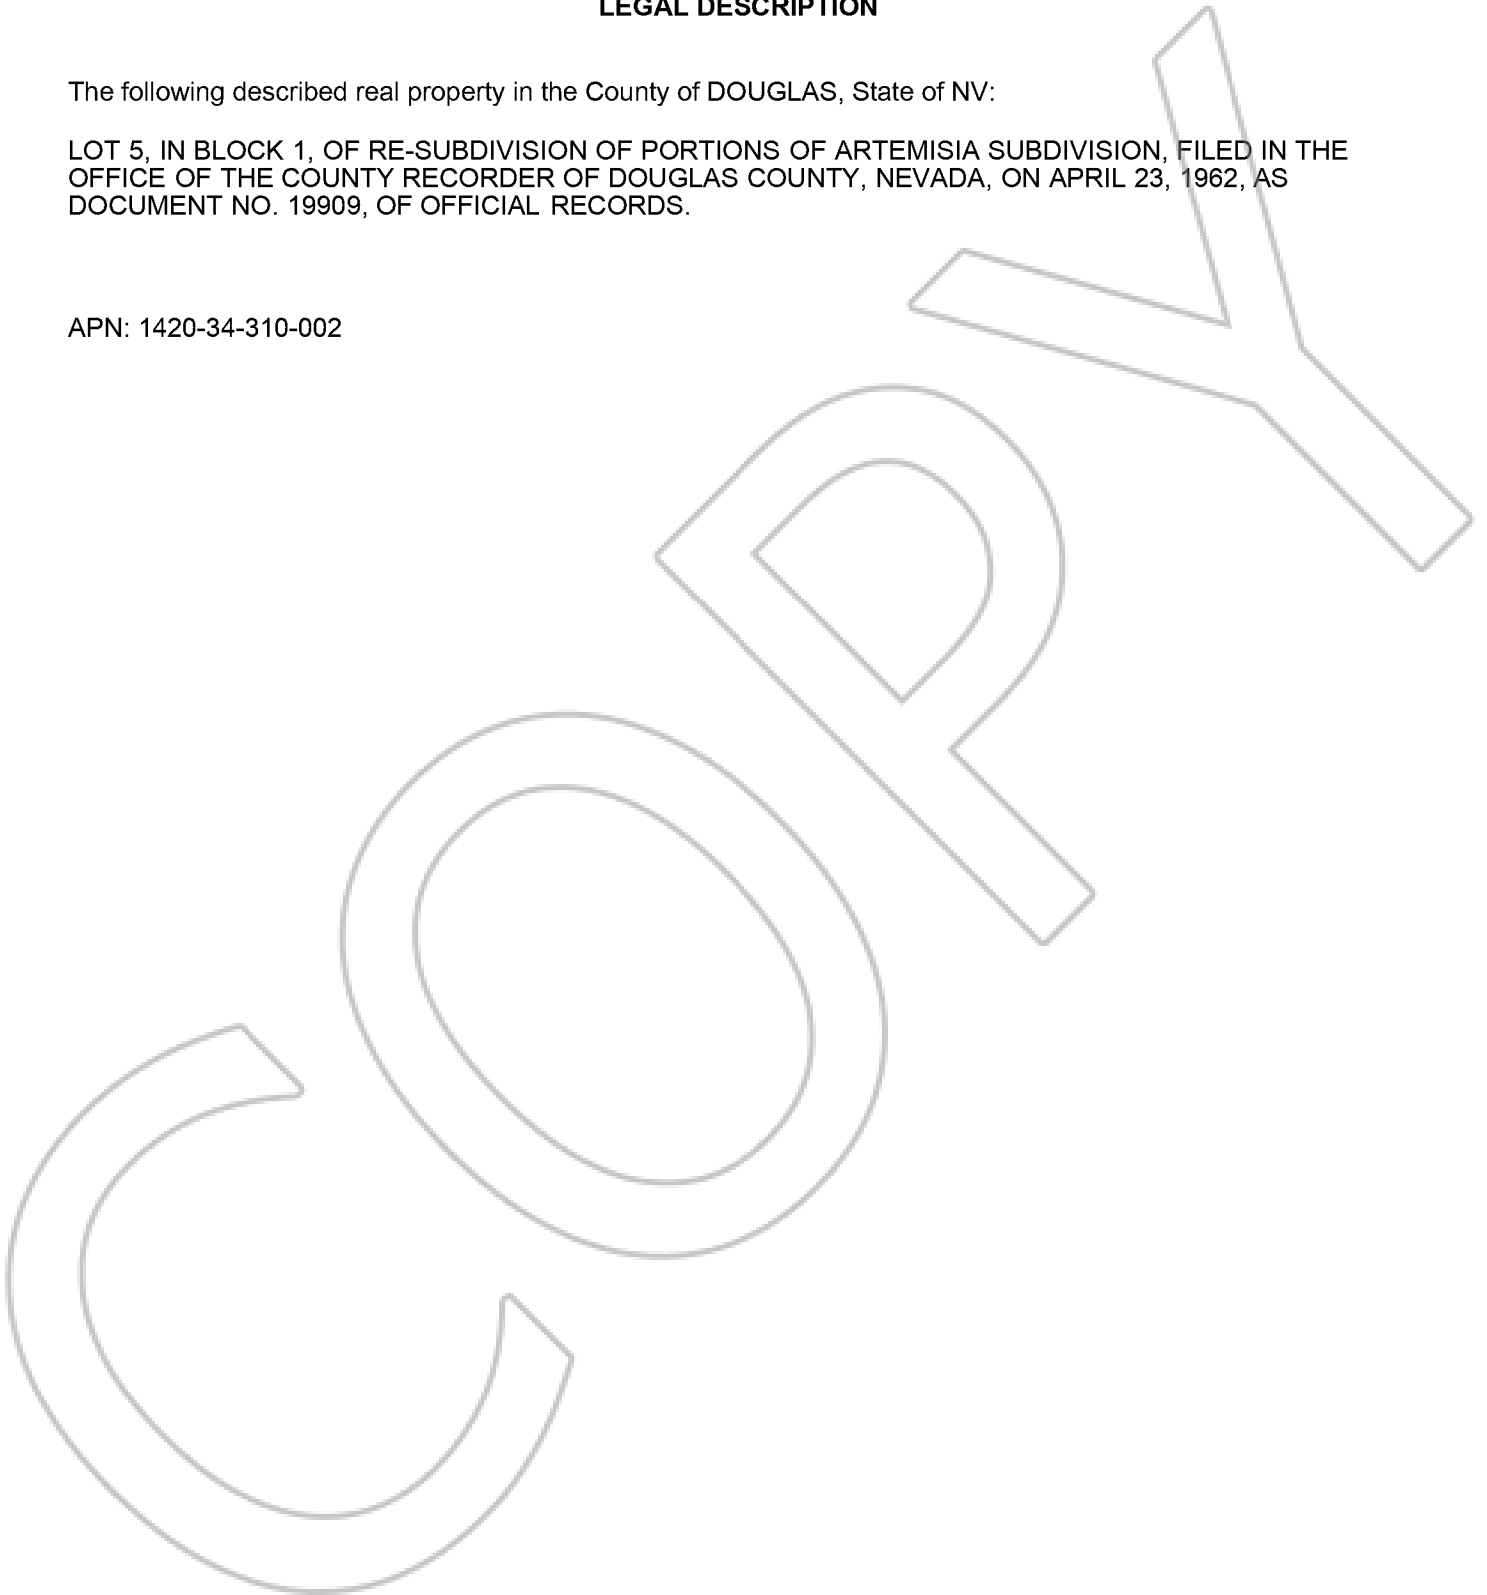 LEGAL DESCRIPTION
The following described real property in the County of DOUGLAS, State of NV:
LOT 5, IN BLOCK 1, OF RE-SUBDIVISION OF PORTIONS OF ARTEMISIA SUBDIVISION, FILED IN THE
OFFICE OF THE COUNTY RECORDER OF DOUGLAS COUNTY, NEVADA, ON APRIL 23, 1962, AS
DOCUMENT NO. 19909, OF OFFICIAL RECORDS.
APN: 1420-34-310-002
COPY